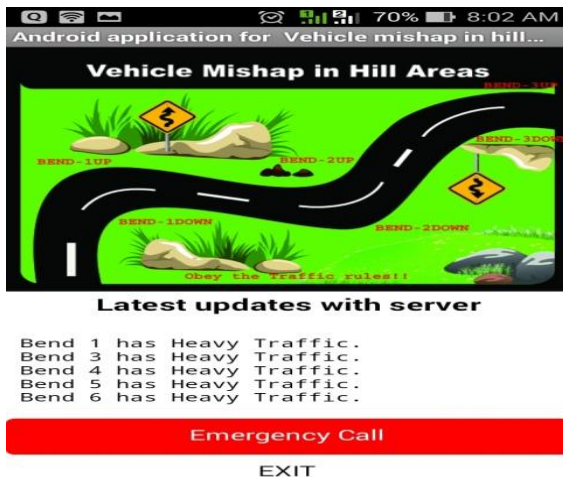 70% 8:02 AM
Android application for Vehicle mishap in hill...
Vehicle Mishap in Hill Areas
BEND-3UP
BEND-3DOW
BEND-1UP
BEND-2UP
BEND-1DOWN
BEND-2DOWN
Obey the Traffic rules!!
Latest updates with server
Bend 1 has Heavy Traffic.
Bend 3 has Heavy Traffic.
Bend 4 has Heavy Traffic.
Bend 5 has Heavy Traffic.
Bend 6 has Heavy Traffic.
Emergency Call
EXIT